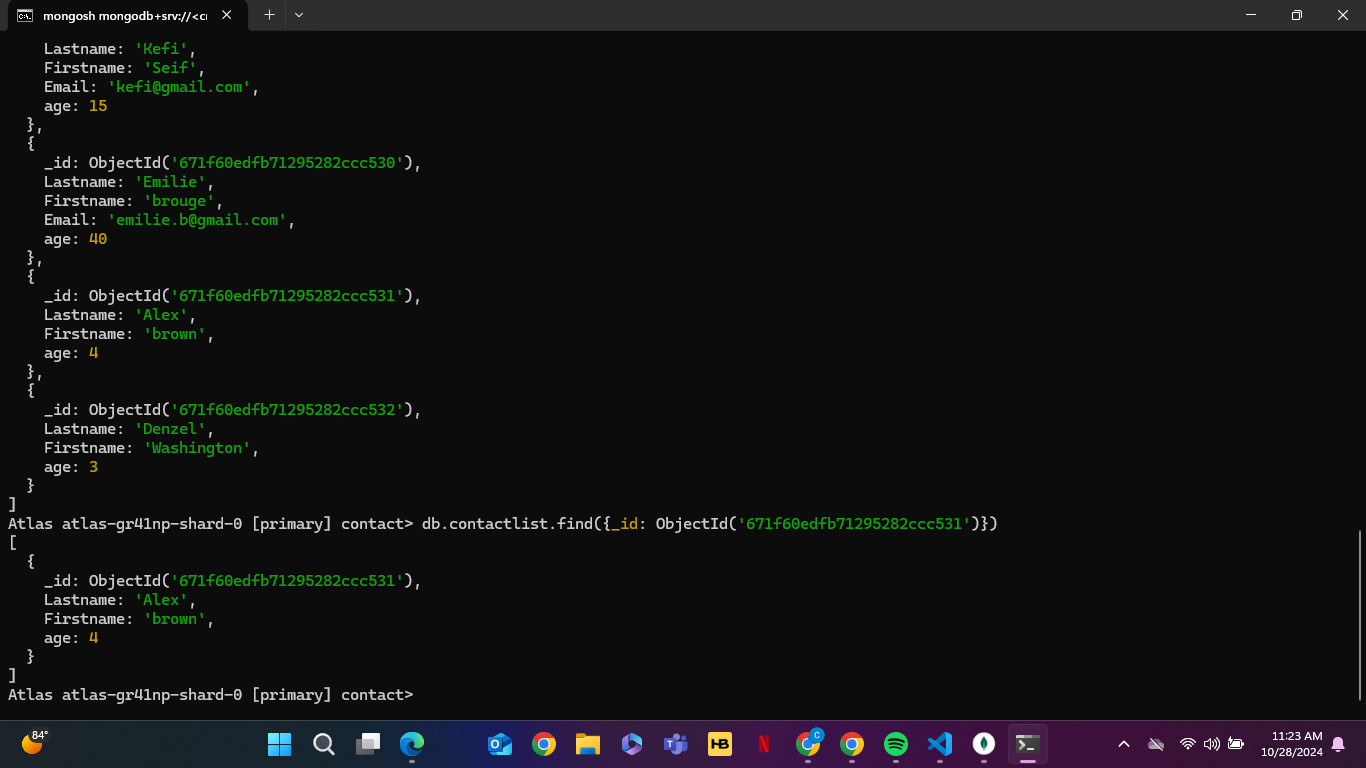 mongosh mongodb+srv://<cr
Lastname: 'Kefi',
Firstname: 'Seif',
Email: 'kefi@gmail.com',
age: 15
},
{
_id: ObjectId('671f60edfb71295282ccc530'),
Lastname: 'Emilie',
Firstname: 'brouge',
Email: 'emilie.b@gmail.com',
age: 40
},
{
_id: ObjectId('671f60edfb71295282ccc531'),
Lastname: 'Alex',
Firstname: 'brown',
age: 4
},
{
_id: ObjectId('671f60edfb71295282ccc532'),
Lastname: 'Denzel',
Firstname: 'Washington',
age: 3
}
]
Atlas atlas-gr41np-shard-0 [primary] contact> db.contactlist.find({_id: ObjectId('671f60edfb71295282ccc531')})
[
{
_id: ObjectId('671f60edfb71295282ccc531'),
Lastname: 'Alex',
Firstname: 'brown',
age: 4
}
]
Atlas atlas-gr41np-shard-0 [primary] contact>
84°
HB
N
C
11:23 AM
10/28/2024